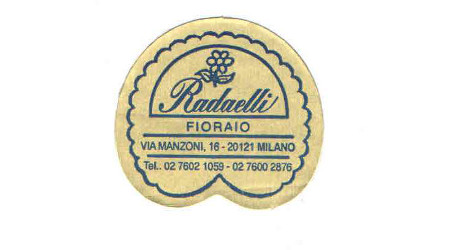 Radaelli
FIORAIO
VIA MANZONI, 16 - 20121 MILANO
Tel.. 02 7602 1059 - 02 7600 2876